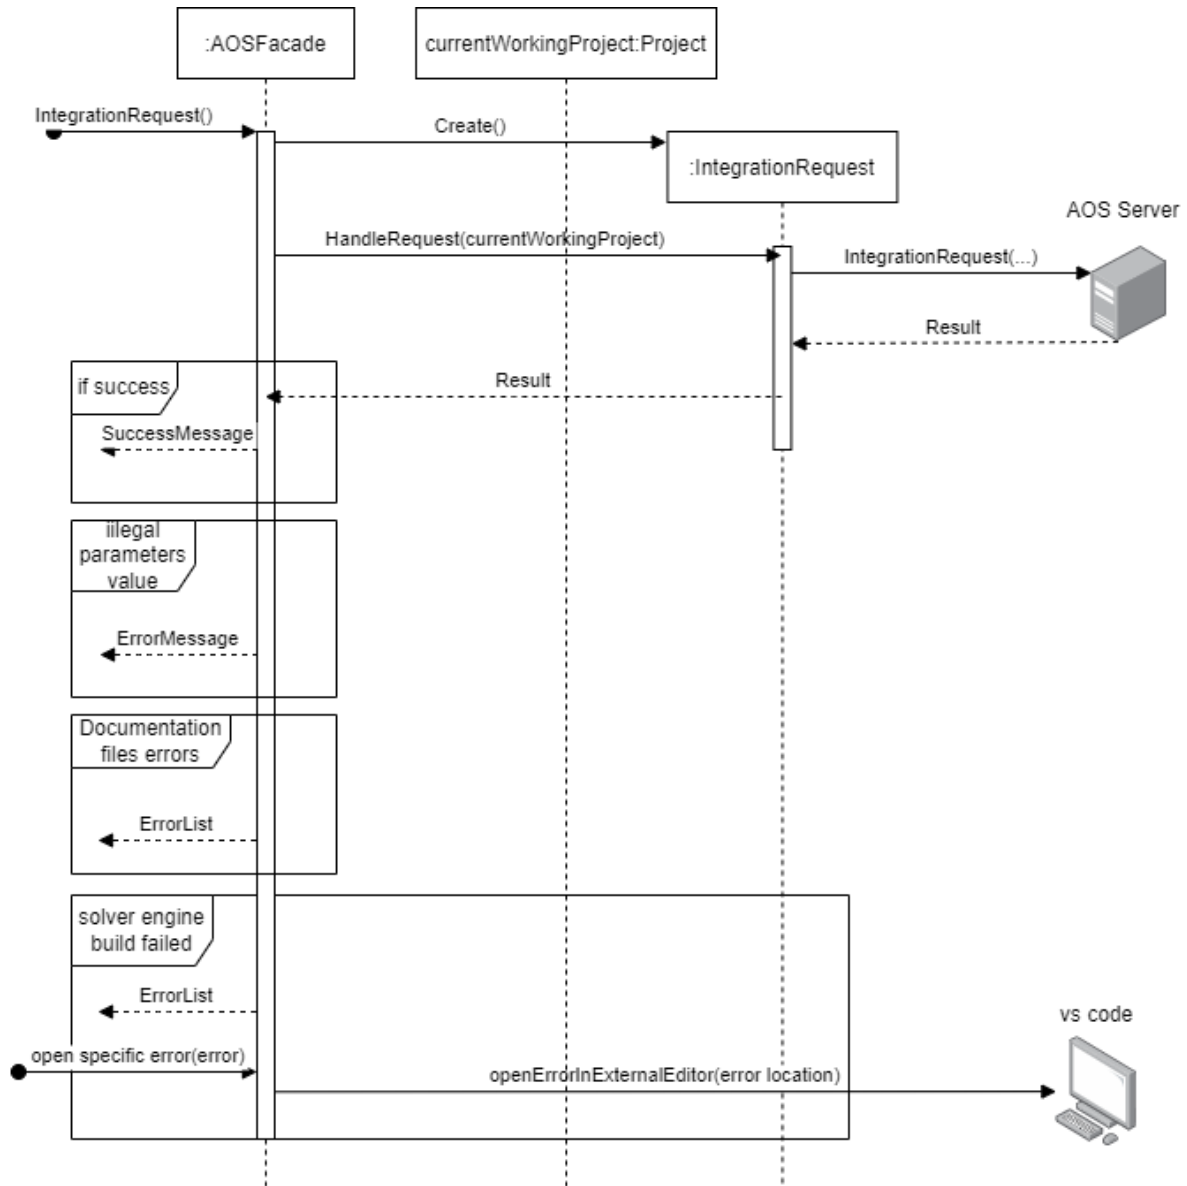 :AOSFacade
currentWorkingProject:Project
IntegrationRequest()
Create()
:IntegrationRequest
AOS Server
HandleRequest(currentWorkingProject)
IntegrationRequest(...)
Result
if success
Result
SuccessMessage
iilegal
parameters
value
ErrorMessage
Documentation
files errors
ErrorList
solver engine
build failed
ErrorList
vs code
open specific error(error)
openErrorInExternalEditor(error location)